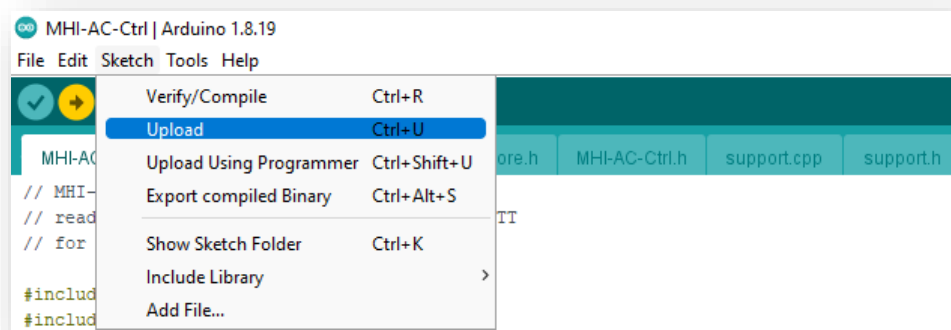 MHI-AC-Ctrl | Arduino 1.8.19
File Edit Sketch Tools Help
Verify/Compile Ctrl+R
Upload Ctrl+U
MHI-AC ore.h MHI-AC-Ctrl.h support.cpp support.h
Upload Using Programmer Ctrl+Shift+U
// MHI-
Export compiled Binary Ctrl+Alt+S
// read TT
// for
Show Sketch Folder Ctrl+K
Include Library >
#includ
Add File...
#includ